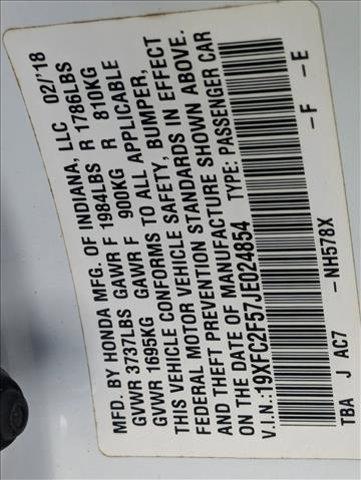 MFD. BY HONDA MFG. OF INDIANA, LLC 02/'18
GVWR 3737LBS GAWR F 1984LBS R 1786LBS
GVWR 1695KG GAWR F 900KG R 810KG
THIS VEHICLE CONFORMS TO ALL APPLICABLE
FEDERAL MOTOR VEHICLE SAFETY, BUMPER,
AND THEFT PREVENTION STANDARDS IN EFFECT
ON THE DATE OF MANUFACTURE SHOWN ABOVE.
V.I.N.:19XFC2F57JE024854 TYPE: PASSENGER CAR
TBA J AC7 -NH578X -F -E